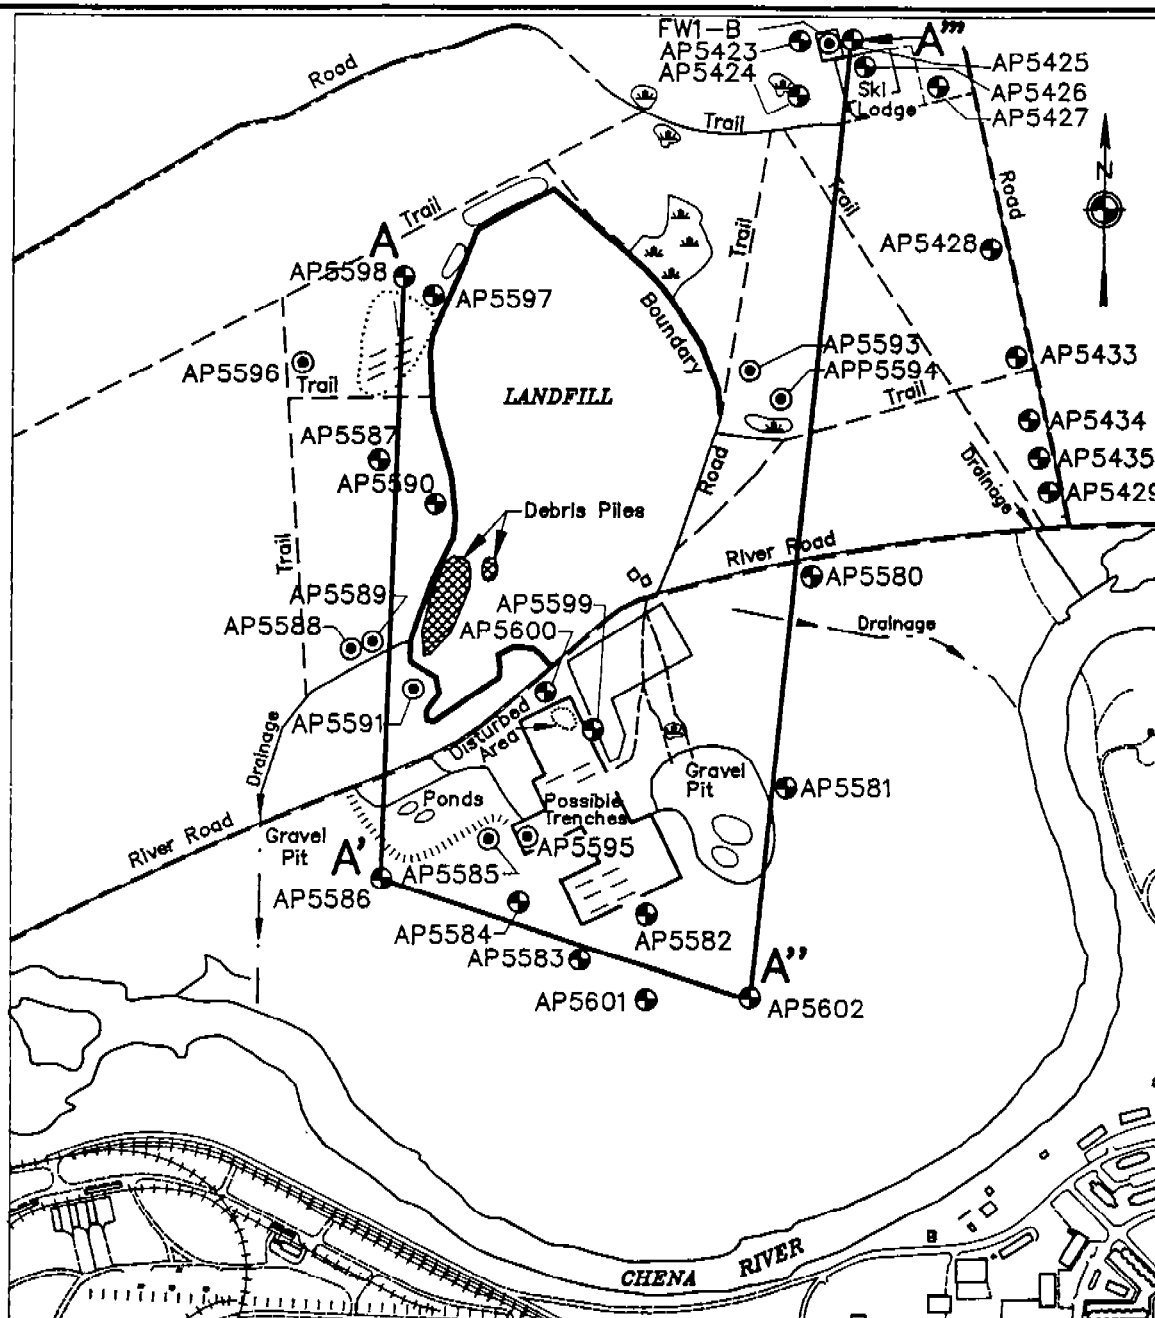 FW1-B
AP5423
AP5424
A'''
AP5425
AP5426
AP5427
Ski
Lodge
Road
Trail
N
Trail
A
AP5598
AP5597
Trail
Trail
Road
AP5428
Boundary
AP5596
Trail
LANDFILL
AP5593
APP5594
AP5433
Trail
AP5587
AP5590
Road
AP5434
AP5435
AP5429
Drainage
Debris Piles
Trail
River Road
AP5589
AP5588
AP5599
AP5600
AP5580
Drainage
AP5591
Disturbed
Area
Drainage
Gravel
Pit
AP5581
Ponds
Possible
Trenches
River Road
Gravel
Pit
A'
AP5595
AP5585
AP5586
AP5584
AP5583
AP5582
A''
AP5601
AP5602
CHENA RIVER